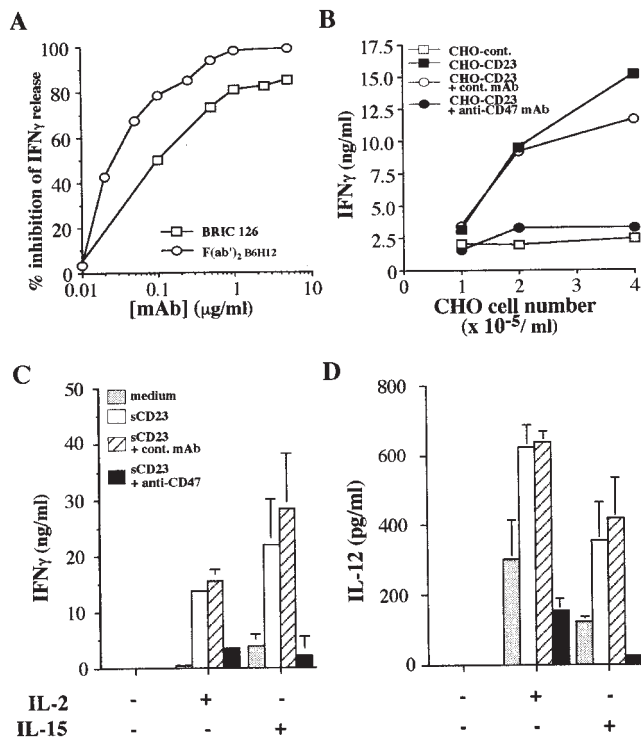 A
% inhibition of IFNγ release
100
80
60
40
20
0
BRIC 126
F(ab')2 B6H12
0.01
0.1
1
10
[mAb] (µg/ml)
B
IFNγ (ng/ml)
17.5
15.0
12.5
10.0
7.5
5.0
2.5
0
CHO-cont.
CHO-CD23
CHO-CD23
+ cont. mAb
CHO-CD23
+ anti-CD47 mAb
0
1
2
3
4
CHO cell number
(x 10-5/ ml)
C
IFNγ (ng/ml)
50
40
30
20
10
0
medium
sCD23
sCD23
+ cont. mAb
sCD23
+ anti-CD47
D
IL-12 (pg/ml)
800
600
400
200
0
IL-2 - + - - + -
IL-15 - - + - - +